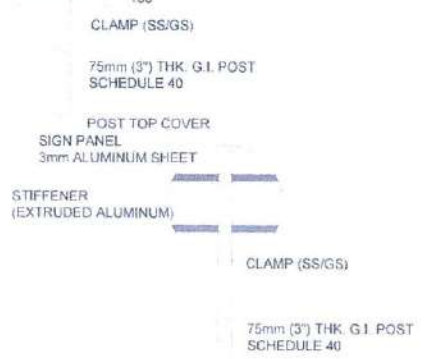 CLAMP (SS/GS)
75mm (3") THK. G.I. POST
SCHEDULE 40
POST TOP COVER
SIGN PANEL
3mm ALUMINUM SHEET
STIFFENER
(EXTRUDED ALUMINUM)
CLAMP (SS/GS)
75mm (3") THK. G.I. POST
SCHEDULE 40